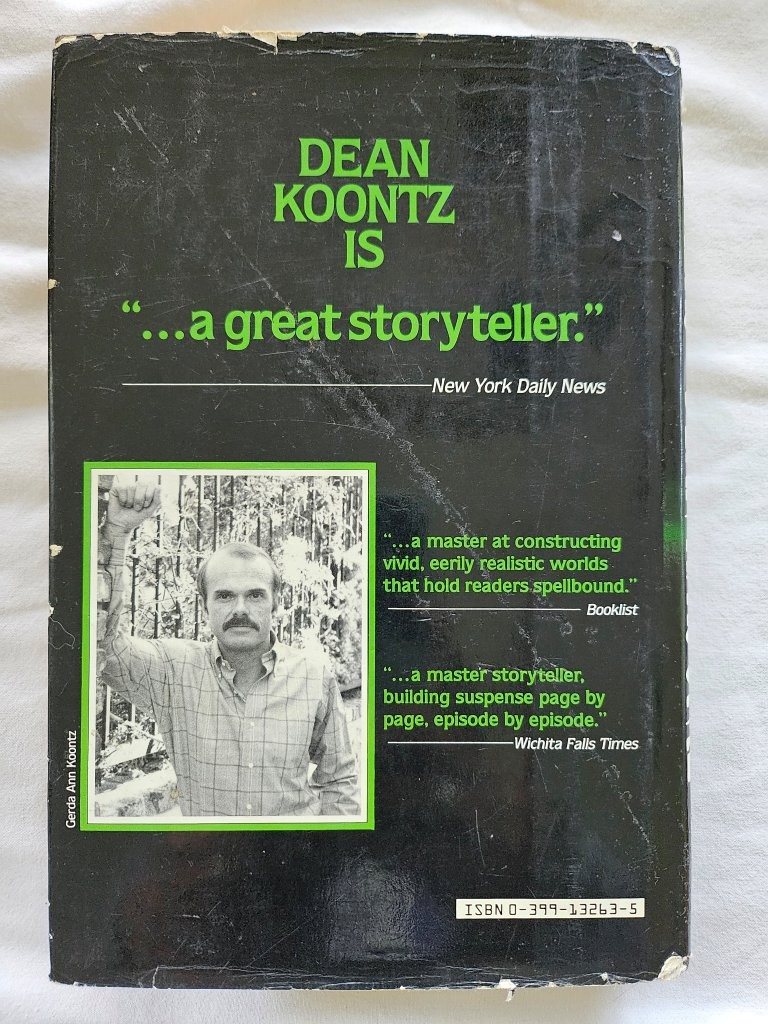 DEAN
KOONTZ
IS
“...a great storyteller.”
New York Daily News
“...a master at constructing
vivid, eerily realistic worlds
that hold readers spellbound.”
Booklist
“...a master storyteller,
building suspense page by
page, episode by episode.”
Wichita Falls Times
Gerda Ann Koontz
ISBN 0-399-13263-5